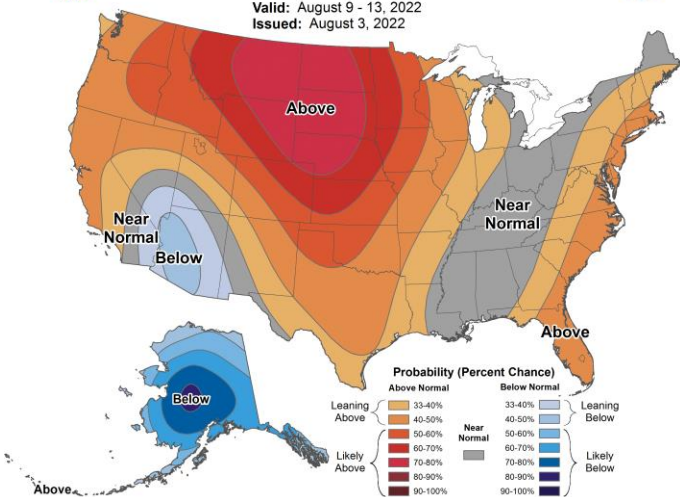 Valid: August 9 - 13, 2022
Issued: August 3, 2022
Above
Near
Normal
Below
Near
Normal
Above
Below
Above
Probability (Percent Chance)
Above Normal
Below Normal
Leaning
Above
33-40%
40-50%
Likely
Above
50-60%
60-70%
70-80%
80-90%
90-100%
Near
Normal
33-40%
40-50%
Leaning
Below
50-60%
60-70%
70-80%
80-90%
90-100%
Likely
Below